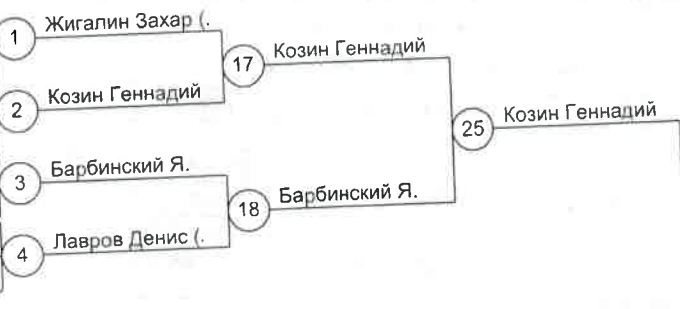 1 Жигалин Захар (.
17 Козин Геннадий
2 Козин Геннадий
25 Козин Геннадий
3 Барбинский Я.
18 Барбинский Я.
4 Лавров Денис (.